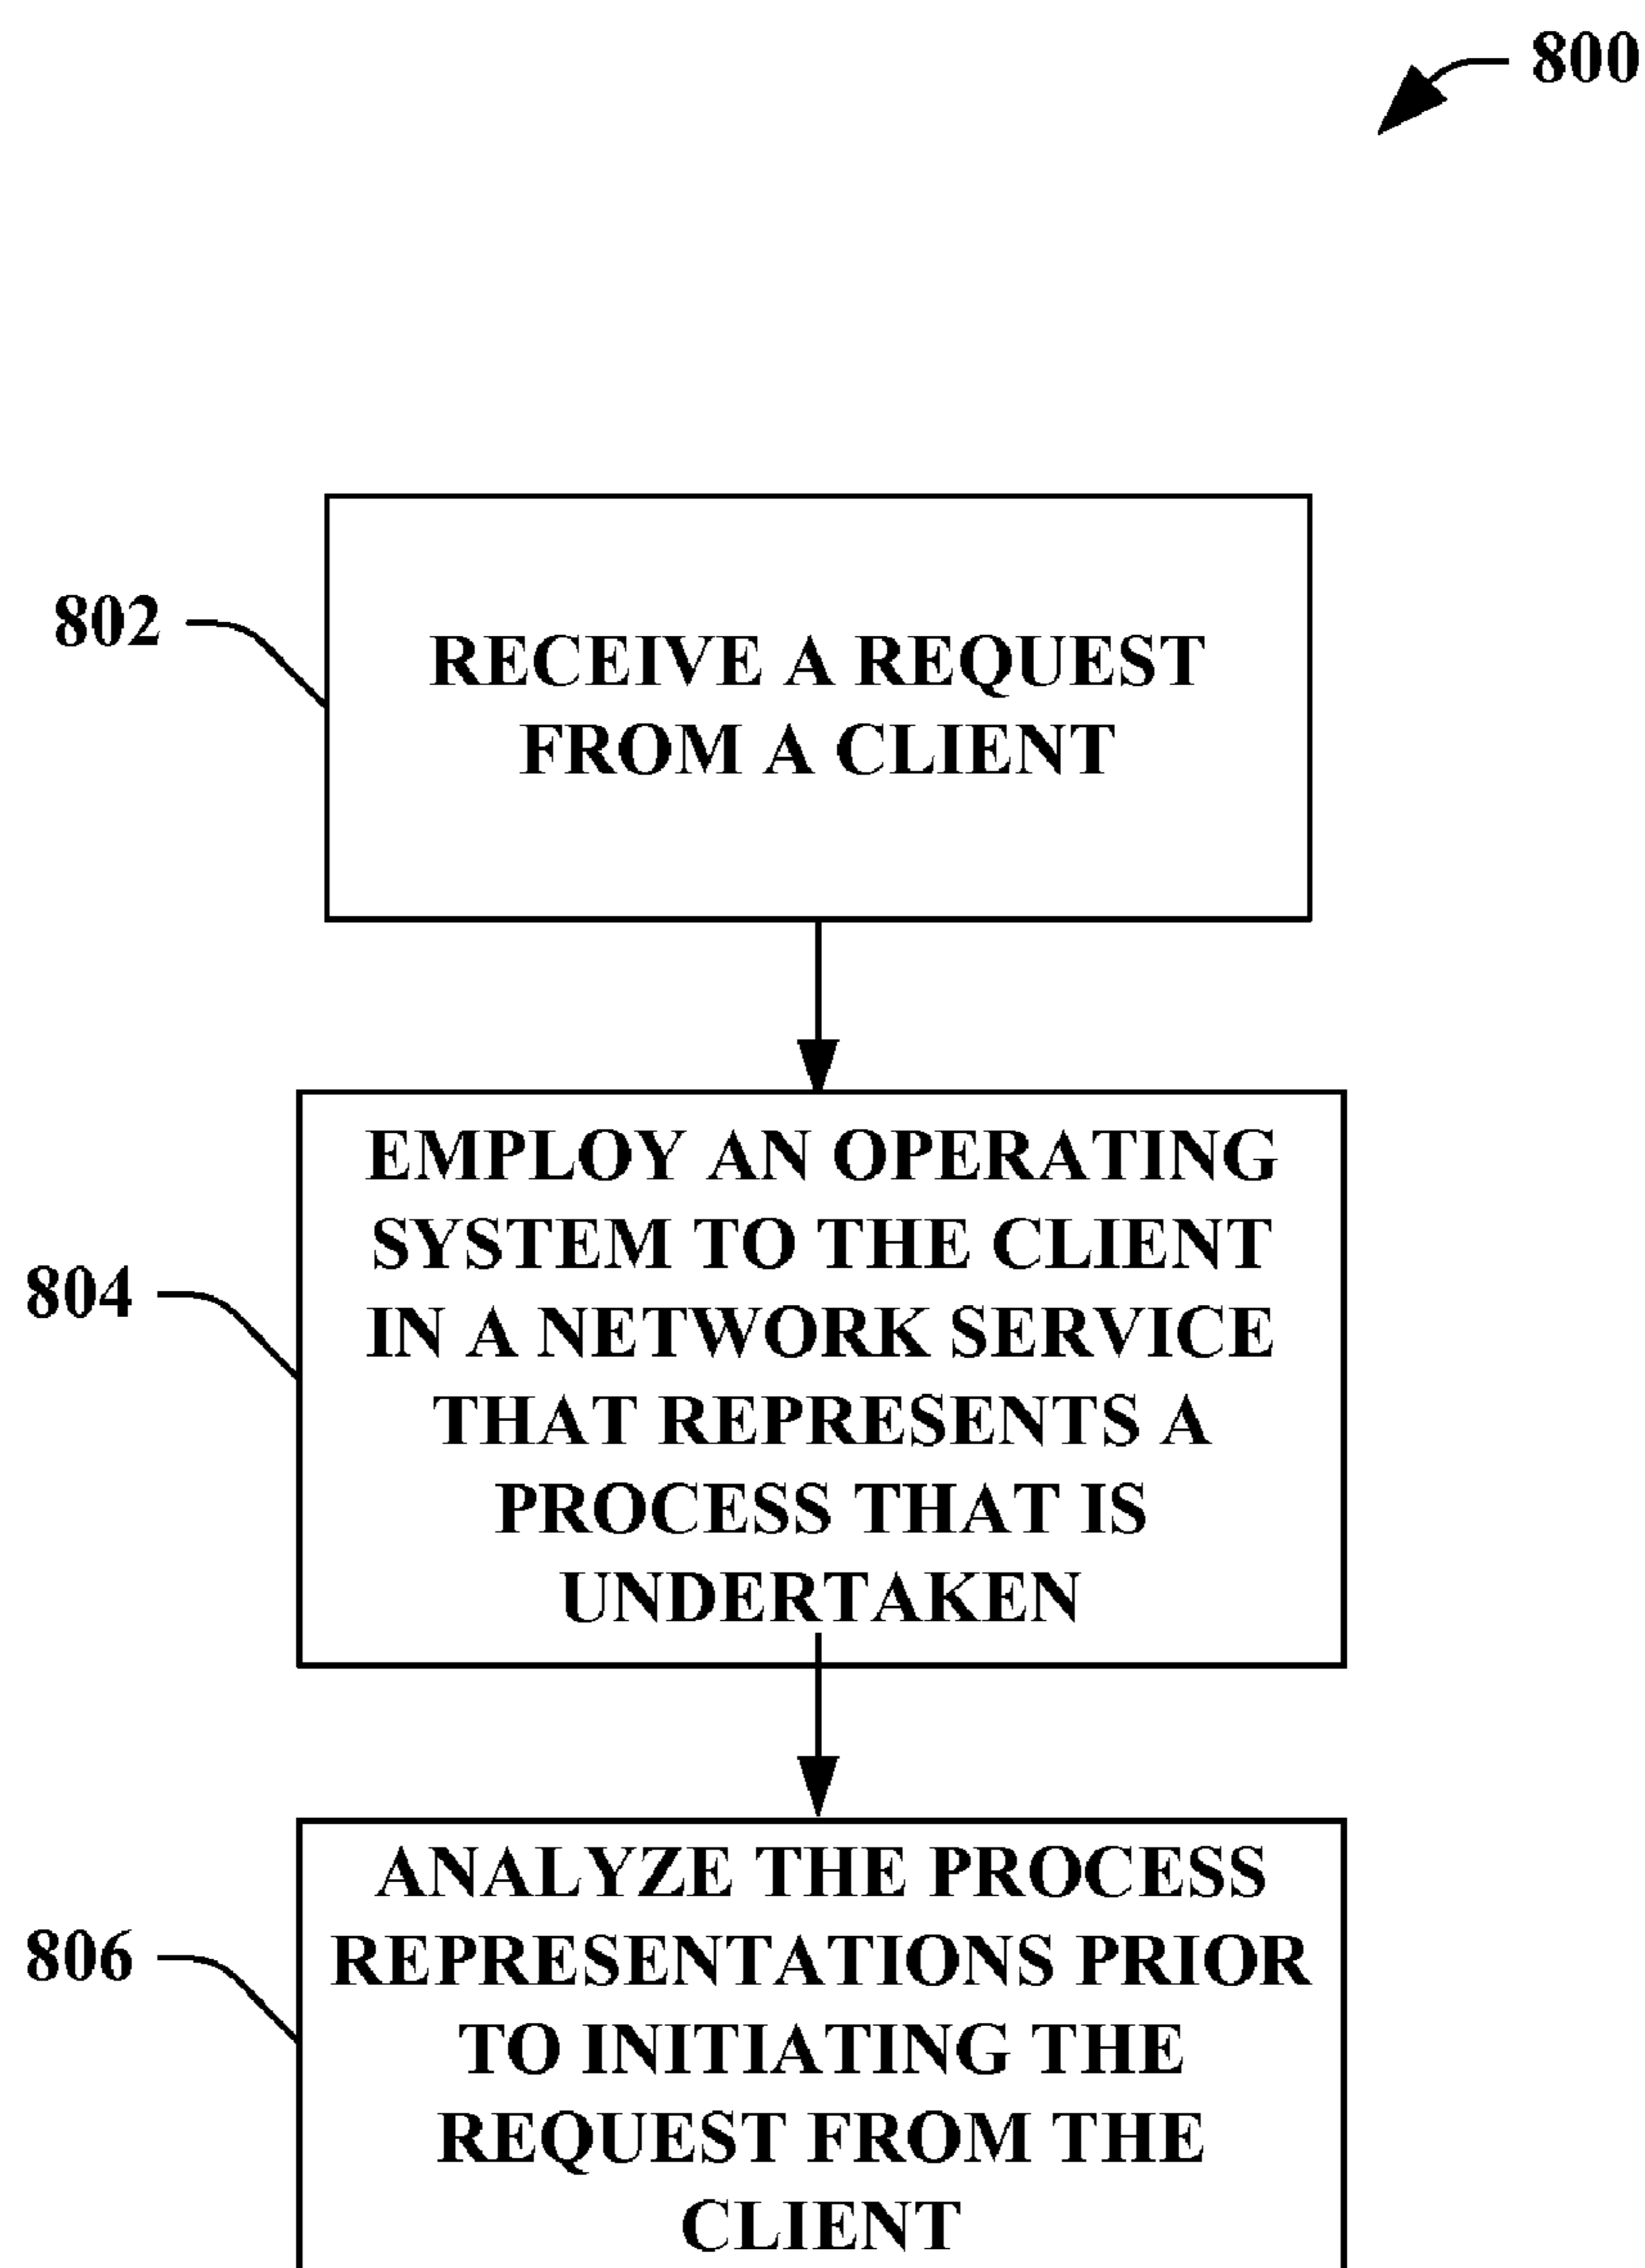 800
802
RECEIVE A REQUEST
FROM A CLIENT
804
EMPLOY AN OPERATING
SYSTEM TO THE CLIENT
IN A NETWORK SERVICE
THAT REPRESENTS A
PROCESS THAT IS
UNDERTAKEN
806
ANALYZE THE PROCESS
REPRESENTATIONS PRIOR
TO INITIATING THE
REQUEST FROM THE
CLIENT